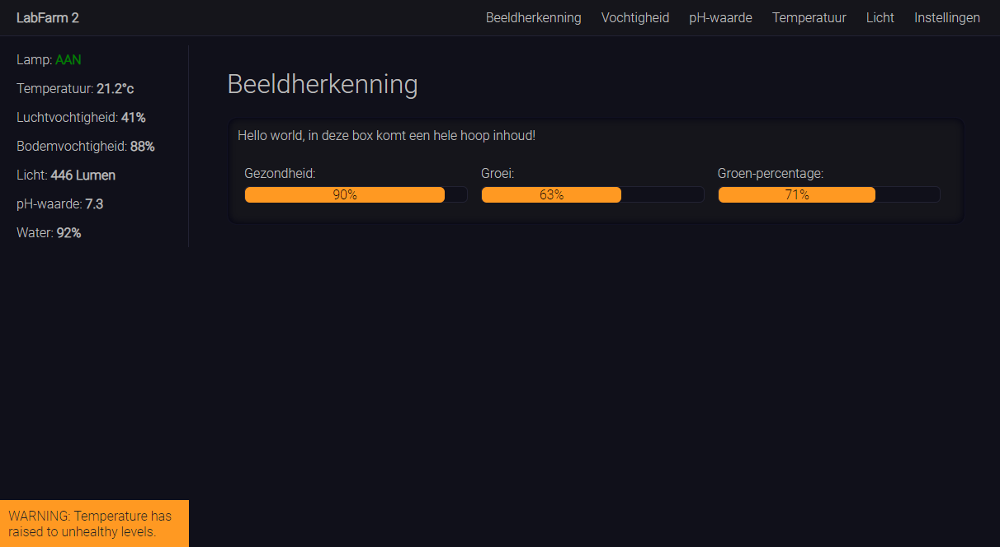 LabFarm 2
Beeldherkenning Vochtigheid pH-waarde Temperatuur Licht Instellingen
Lamp: AAN
Temperatuur: 21.2°c
Luchtvochtigheid: 41%
Bodemvochtigheid: 88%
Licht: 446 Lumen
pH-waarde: 7.3
Water: 92%
Beeldherkenning
Hello world, in deze box komt een hele hoop inhoud!
Gezondheid:
90%
Groei:
63%
Groen-percentage:
71%
WARNING: Temperature has
raised to unhealthy levels.